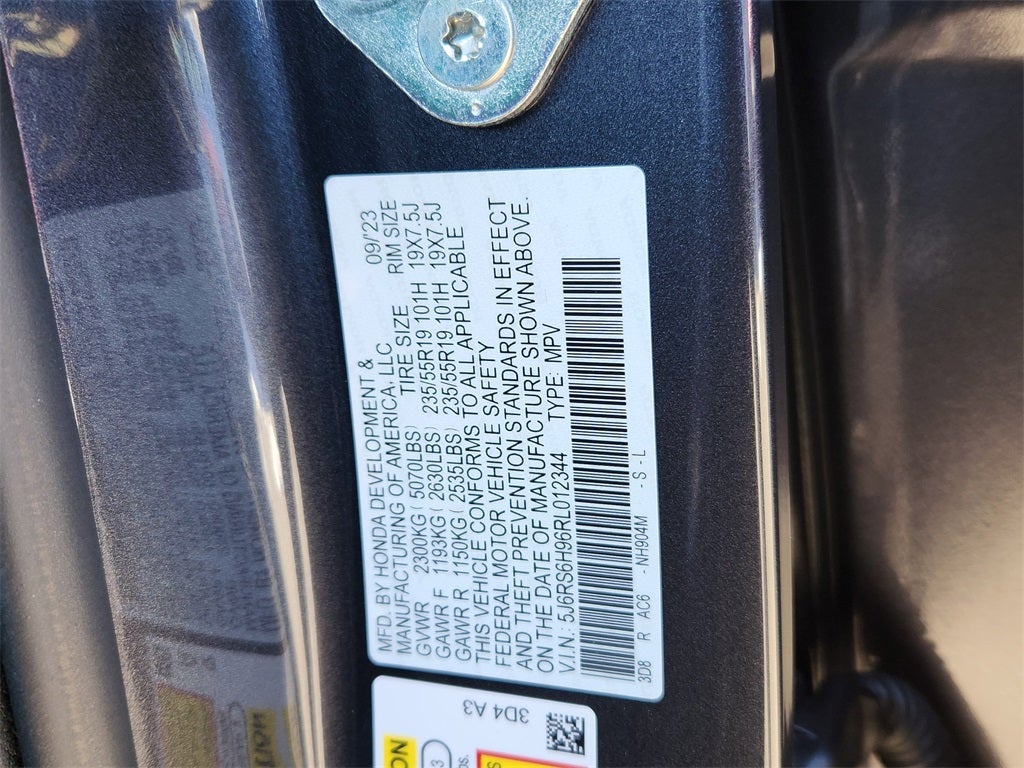 MFD. BY HONDA DEVELOPMENT & 09/'23
MANUFACTURING OF AMERICA, LLC TIRE SIZE RIM SIZE
GVWR 2300KG ( 5070LBS)
GAWR F 1193KG ( 2630LBS) 235/55R19 101H 19X7.5J
GAWR R 1150KG ( 2535LBS) 235/55R19 101H 19X7.5J
THIS VEHICLE CONFORMS TO ALL APPLICABLE
FEDERAL MOTOR VEHICLE SAFETY
AND THEFT PREVENTION STANDARDS IN EFFECT
ON THE DATE OF MANUFACTURE SHOWN ABOVE.
V.I.N.: 5J8RS6H96RL012344 TYPE: MPV
3D8 R AC6 - NH904M - S - L
3D4 A3